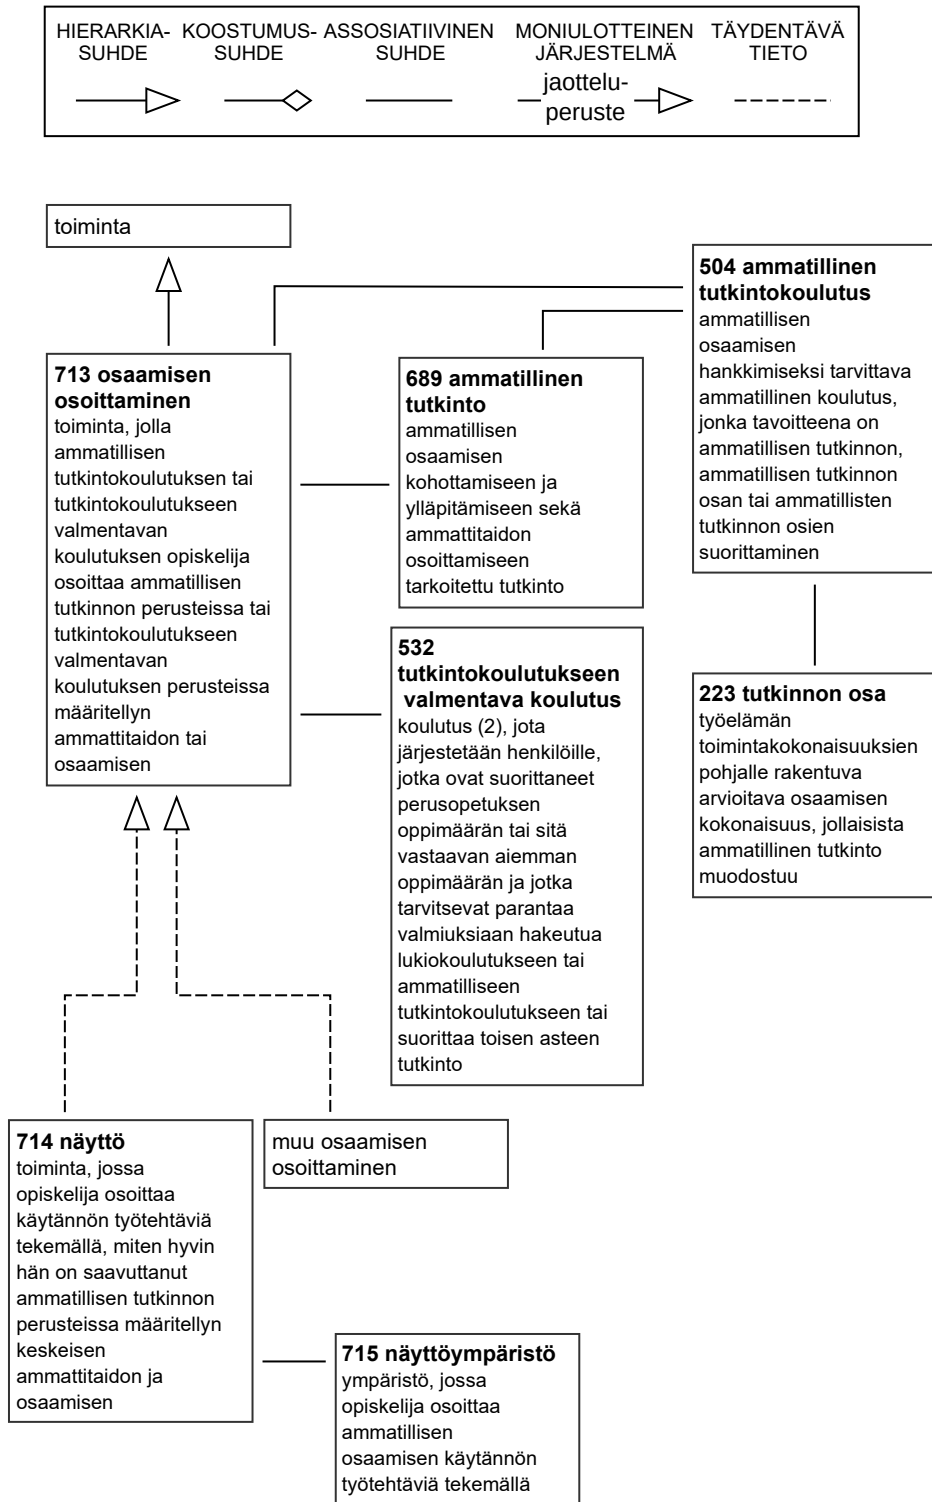 HIERARKIA-
SUHDE
KOOSTUMUS-
SUHDE
ASSOSIATIIVINEN
SUHDE
MONIULOTTEINEN
JÄRJESTELMÄ
jaottelu-
peruste
TÄYDENTÄVÄ
TIETO
toiminta
504 ammatillinen
tutkintokoulutus
ammatillisen
osaamisen
hankkimiseksi tarvittava
ammatillinen koulutus,
jonka tavoitteena on
ammatillisen tutkinnon,
ammatillisen tutkinnon
osan tai ammatillisten
tutkinnon osien
suorittaminen
713 osaamisen
osoittaminen
toiminta, jolla
ammatillisen
tutkintokoulutuksen tai
tutkintokoulutukseen
valmentavan
koulutuksen opiskelija
osoittaa ammatillisen
tutkinnon perusteissa tai
tutkintokoulutukseen
valmentavan
koulutuksen perusteissa
määritellyn
ammattitaidon tai
osaamisen
689 ammatillinen
tutkinto
ammatillisen
osaamisen
kohottamiseen ja
ylläpitämiseen sekä
ammattitaidon
osoittamiseen
tarkoitettu tutkinto
532
tutkintokoulutukseen
valmentava koulutus
koulutus (2), jota
järjestetään henkilöille,
jotka ovat suorittaneet
perusopetuksen
oppimäärän tai sitä
vastaavan aiemman
oppimäärän ja jotka
tarvitsevat parantaa
valmiuksiaan hakeutua
lukiokoulutukseen tai
ammatilliseen
tutkintokoulutukseen tai
suorittaa toisen asteen
tutkinto
223 tutkinnon osa
työelämän
toimintakokonaisuuksien
pohjalle rakentuva
arvioitava osaamisen
kokonaisuus, jollaisista
ammatillinen tutkinto
muodostuu
714 näyttö
toiminta, jossa
opiskelija osoittaa
käytännön työtehtäviä
tekemällä, miten hyvin
hän on saavuttanut
ammatillisen tutkinnon
perusteissa määritellyn
keskeisen
ammattitaidon ja
osaamisen
muu osaamisen
osoittaminen
715 näyttöympäristö
ympäristö, jossa
opiskelija osoittaa
ammatillisen
osaamisen käytännön
työtehtäviä tekemällä